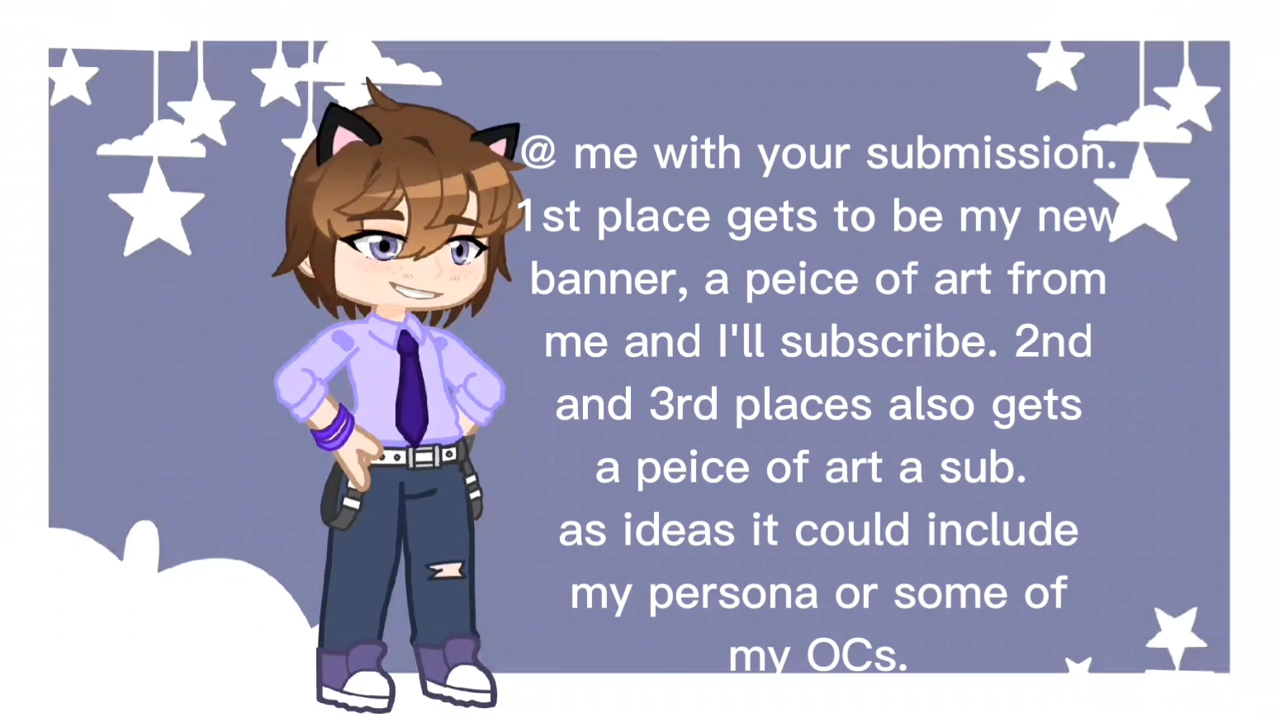 @ me with your submission.
1st place gets to be my new
banner, a peice of art from
me and I'll subscribe. 2nd
and 3rd places also gets
a peice of art a sub.
as ideas it could include
my persona or some of
my OCs.